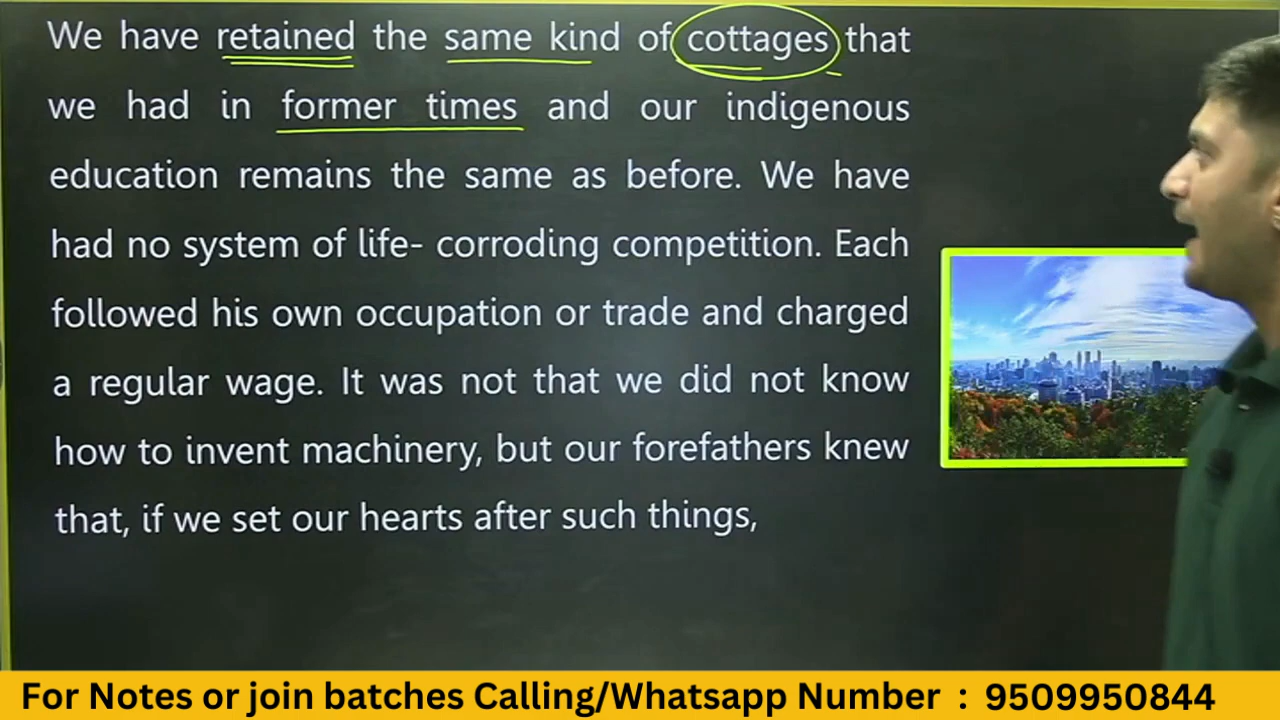 We have retained the same kind of cottages that
we had in former times and our indigenous
education remains the same as before. We have
had no system of life- corroding competition. Each
followed his own occupation or trade and charged
a regular wage. It was not that we did not know
how to invent machinery, but our forefathers knew
that, if we set our hearts after such things,
For Notes or join batches Calling/Whatsapp Number : 9509950844